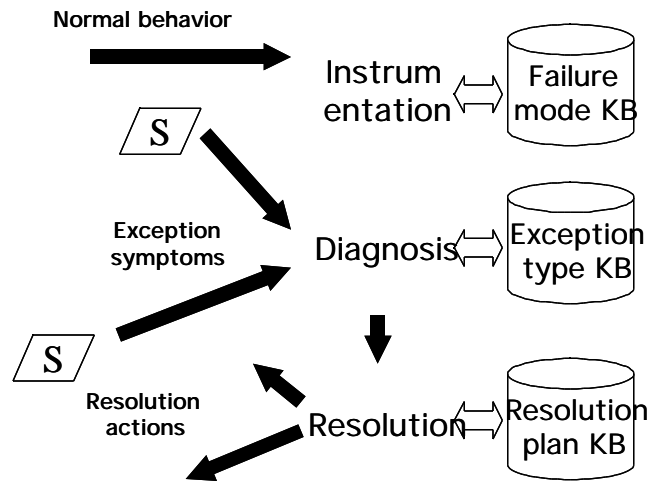 Normal behavior
Instrum
entation
Failure
mode KB
S
Exception
symptoms
Diagnosis
Exception
type KB
S
Resolution
actions
Resolution
Resolution
plan KB